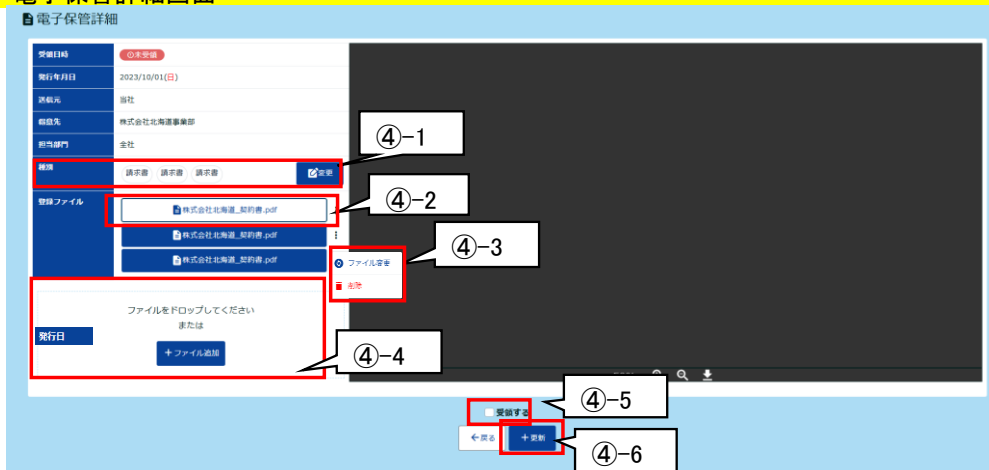 電子保管詳細画面
電子保管詳細
受領日時
未受領
発行年月日
2023/10/01(日)
送信元
当社
宛先
株式会社北海道事業部
担当部門
全社
④-1
種類
請求書 請求書 請求書
変更
④-2
登録ファイル
株式会社北海道_契約書.pdf
株式会社北海道_契約書.pdf
④-3
株式会社北海道_契約書.pdf
ファイル変更
削除
ファイルをドロップしてください
または
発行日
+ファイル追加
④-4
④-5
受領する
←戻る
+更新
④-6